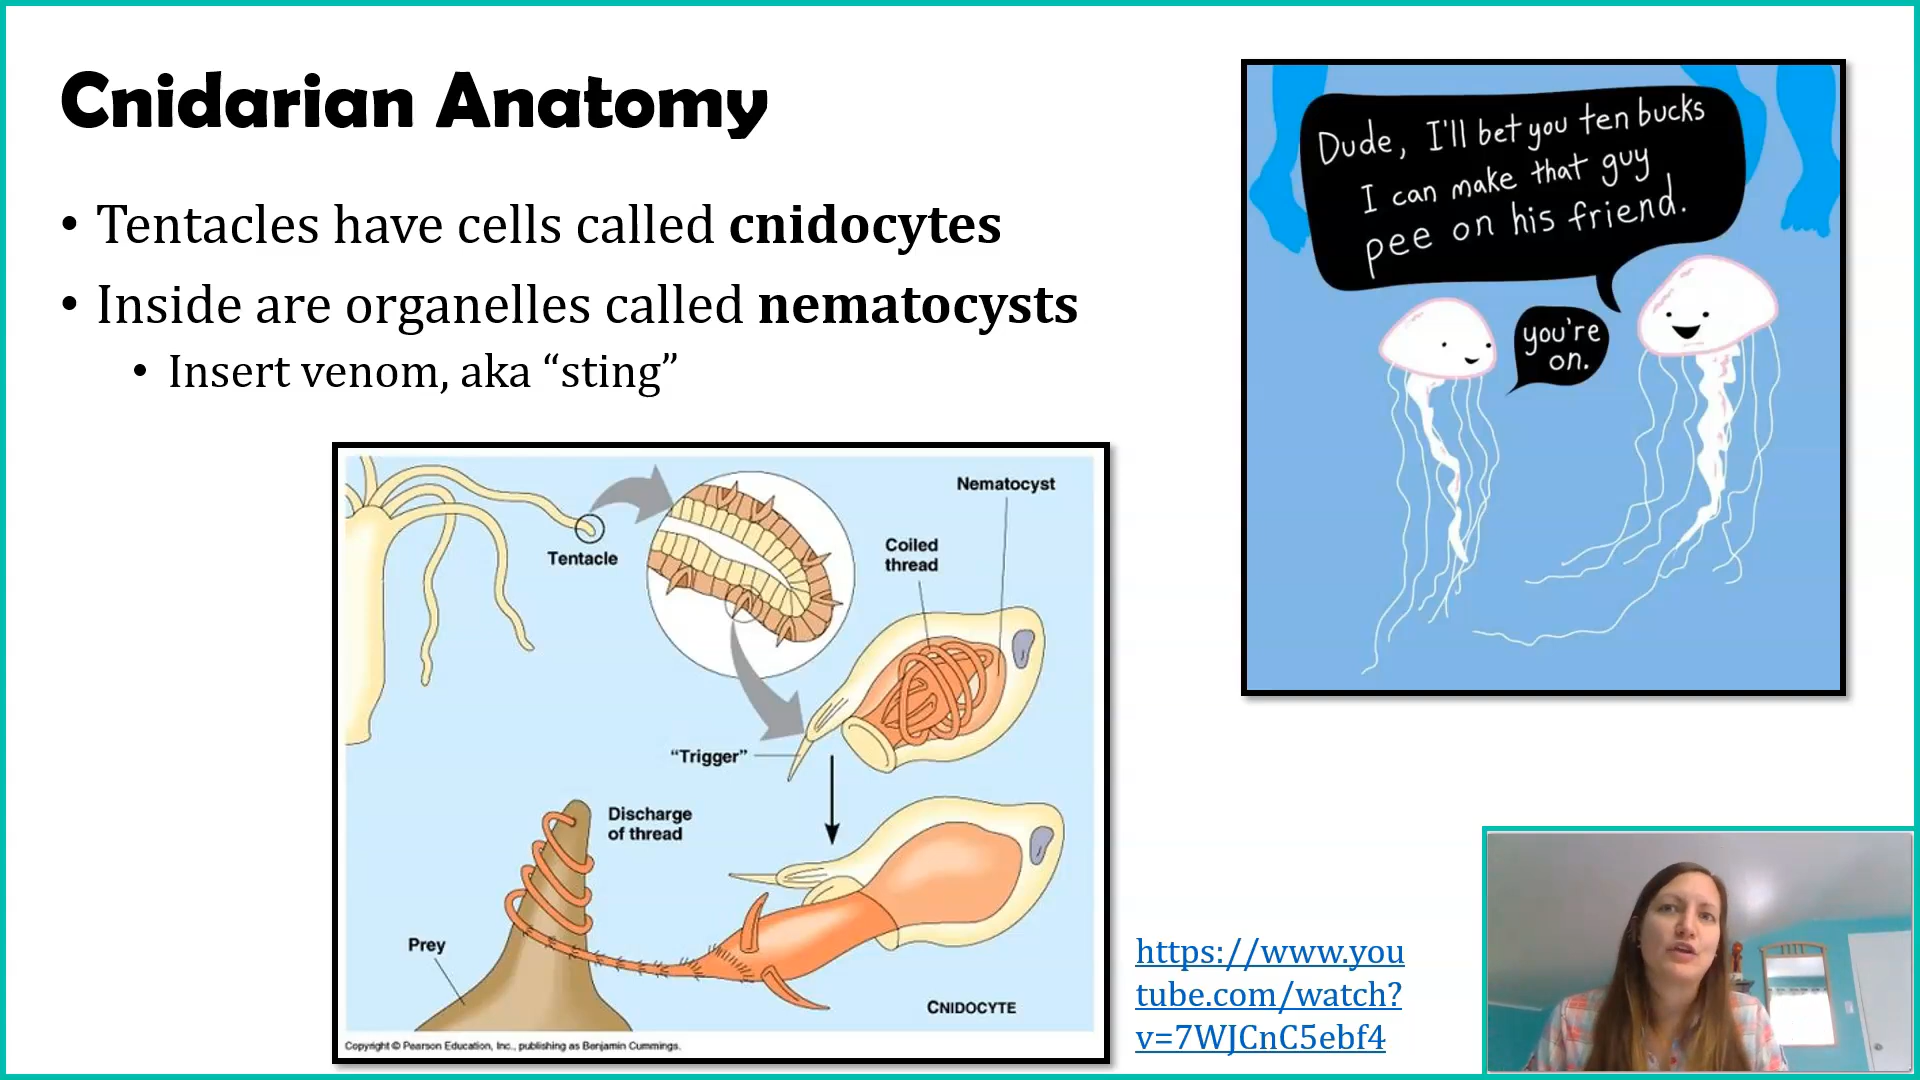 Cnidarian Anatomy
• Tentacles have cells called cnidocytes
• Inside are organelles called nematocysts
• Insert venom, aka “sting”
Dude, I'll bet you ten bucks
I can make that guy
pee on his friend.
you're
on.
Nematocyst
Coiled
thread
Tentacle
“Trigger”
Discharge
of thread
Prey
CNIDOCYTE
Copyright © Pearson Education, Inc., publishing as Benjamin Cummings.
https://www.you
tube.com/watch?
v=7WJCnC5ebf4